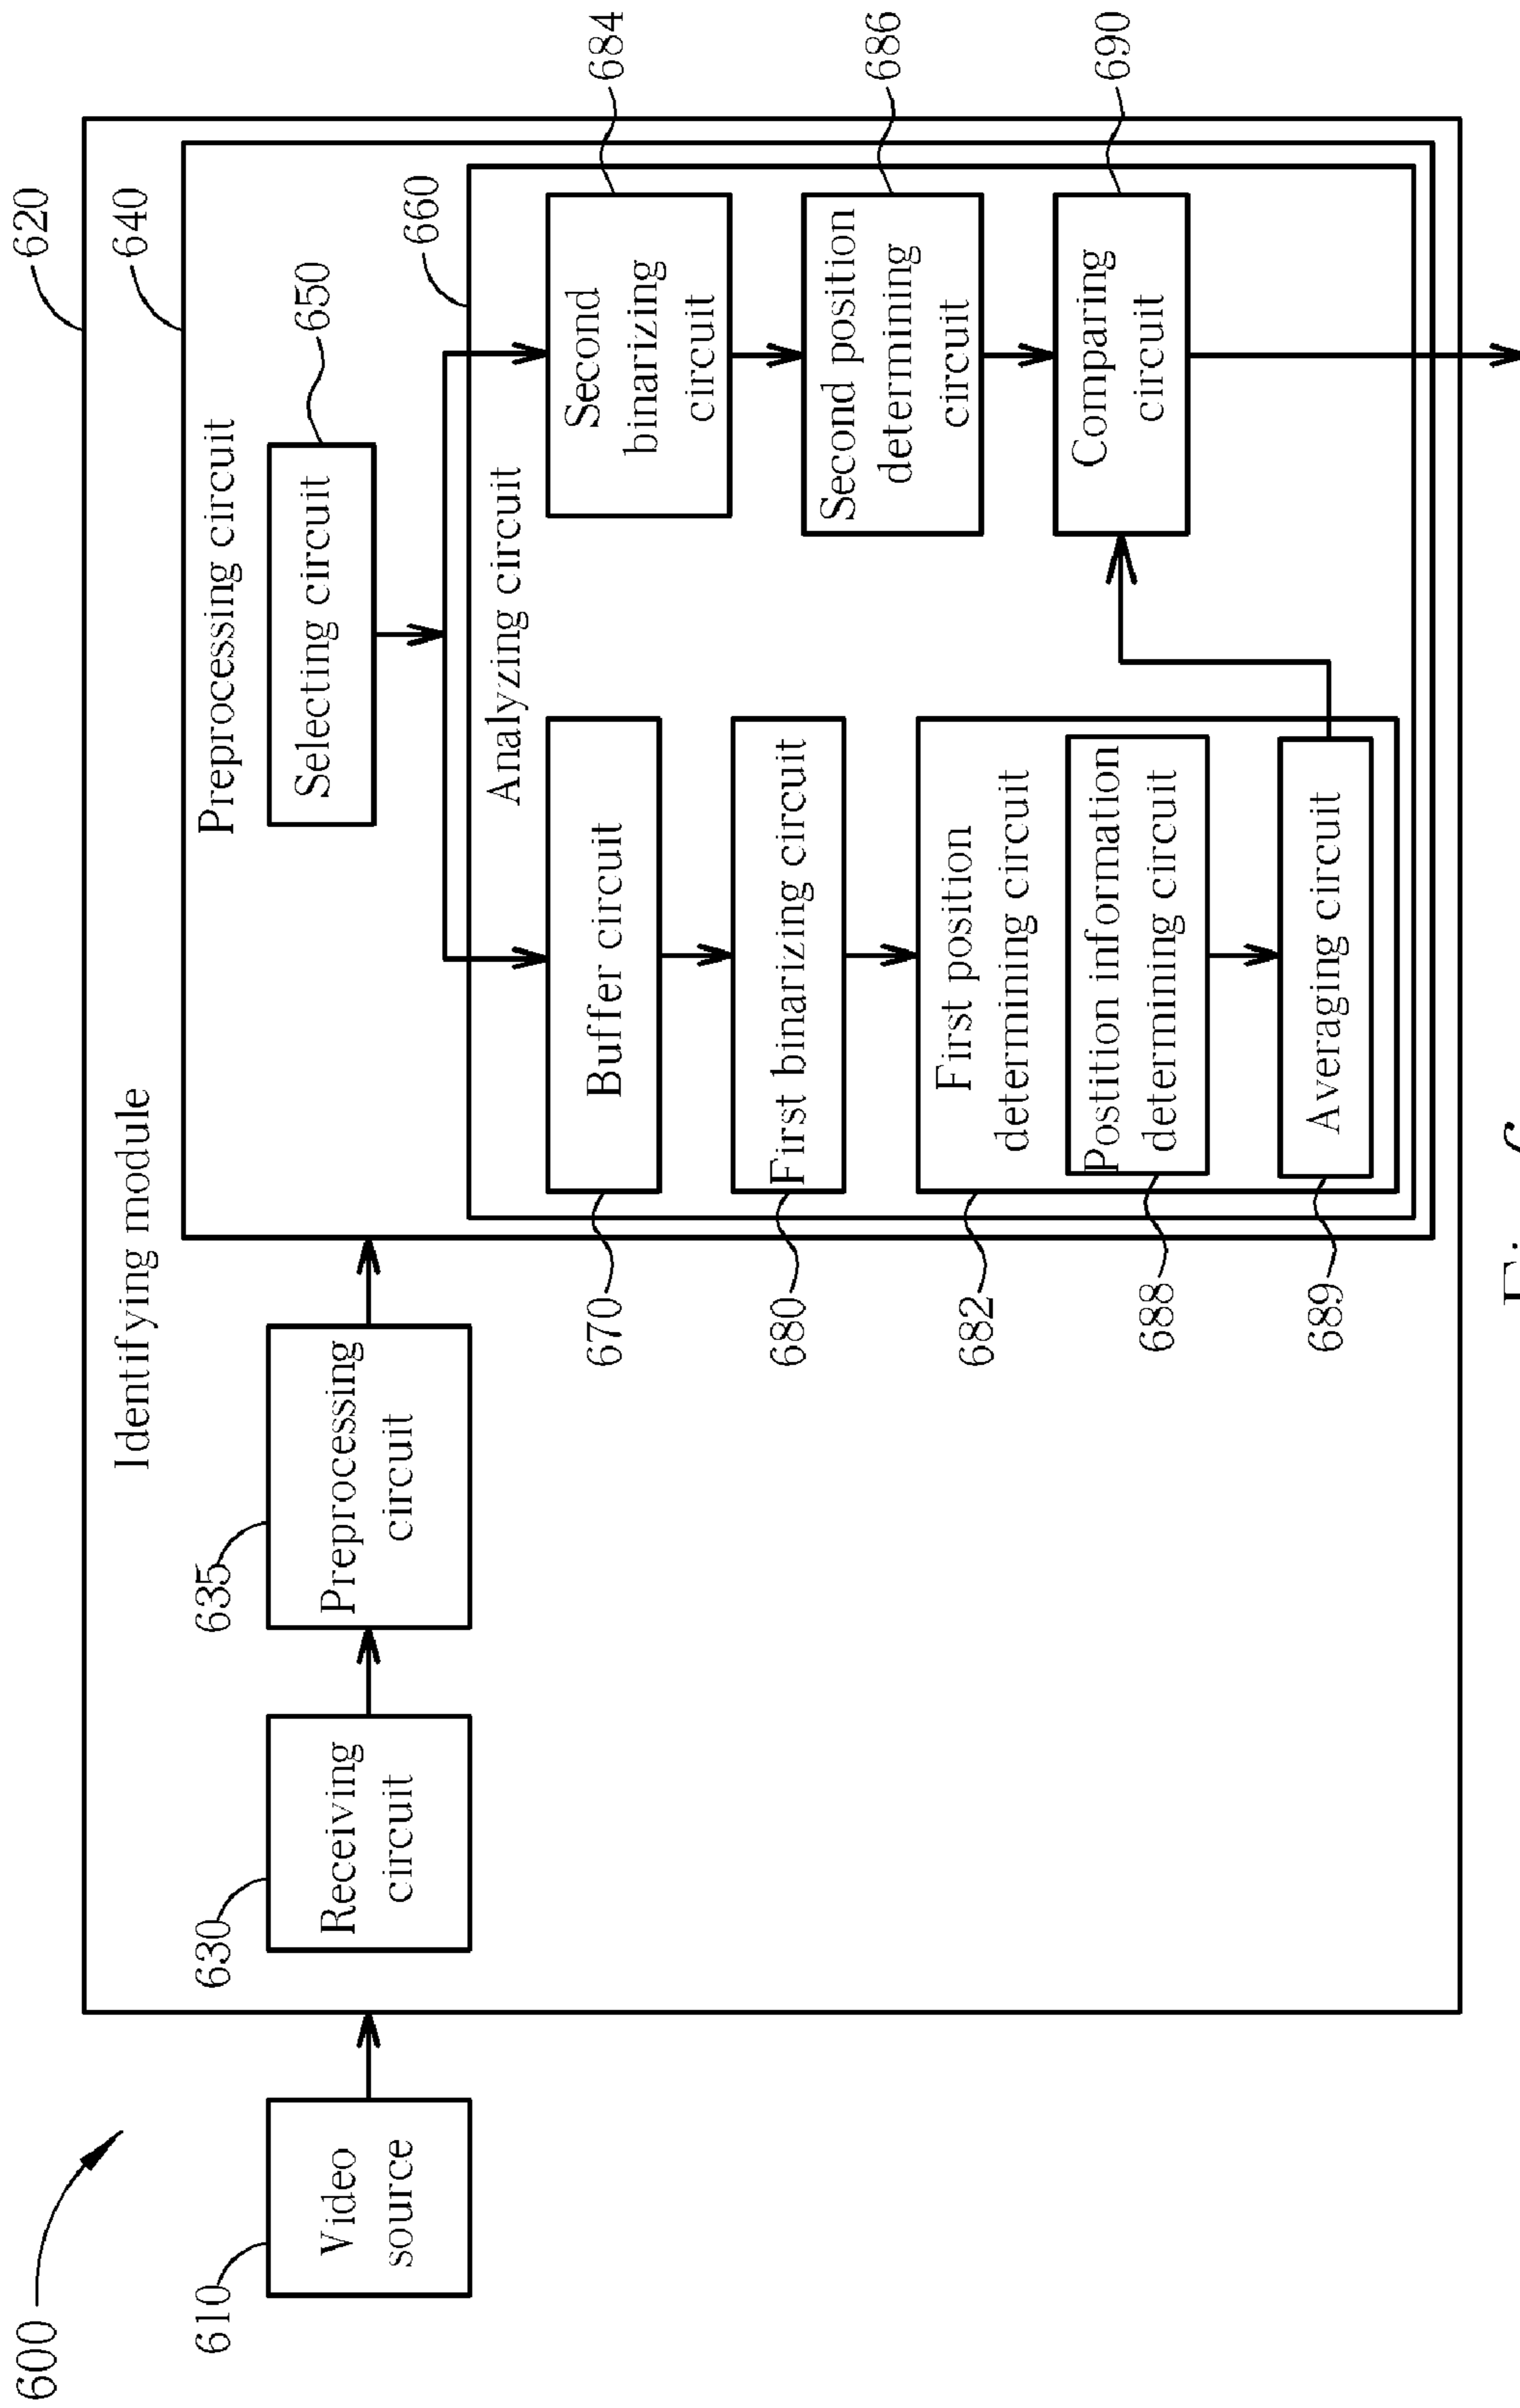 600
620
Identifying module
640
610
Video
source
630
Receiving
circuit
635
Preprocessing
circuit
Preprocessing circuit
Selecting circuit
650
660
Analyzing circuit
670
Buffer circuit
Second
binarizing
circuit
684
680
First binarizing circuit
Second position
determining
circuit
686
682
First position
determining circuit
688
Postition information
determining circuit
Comparing
circuit
690
689
Averaging circuit